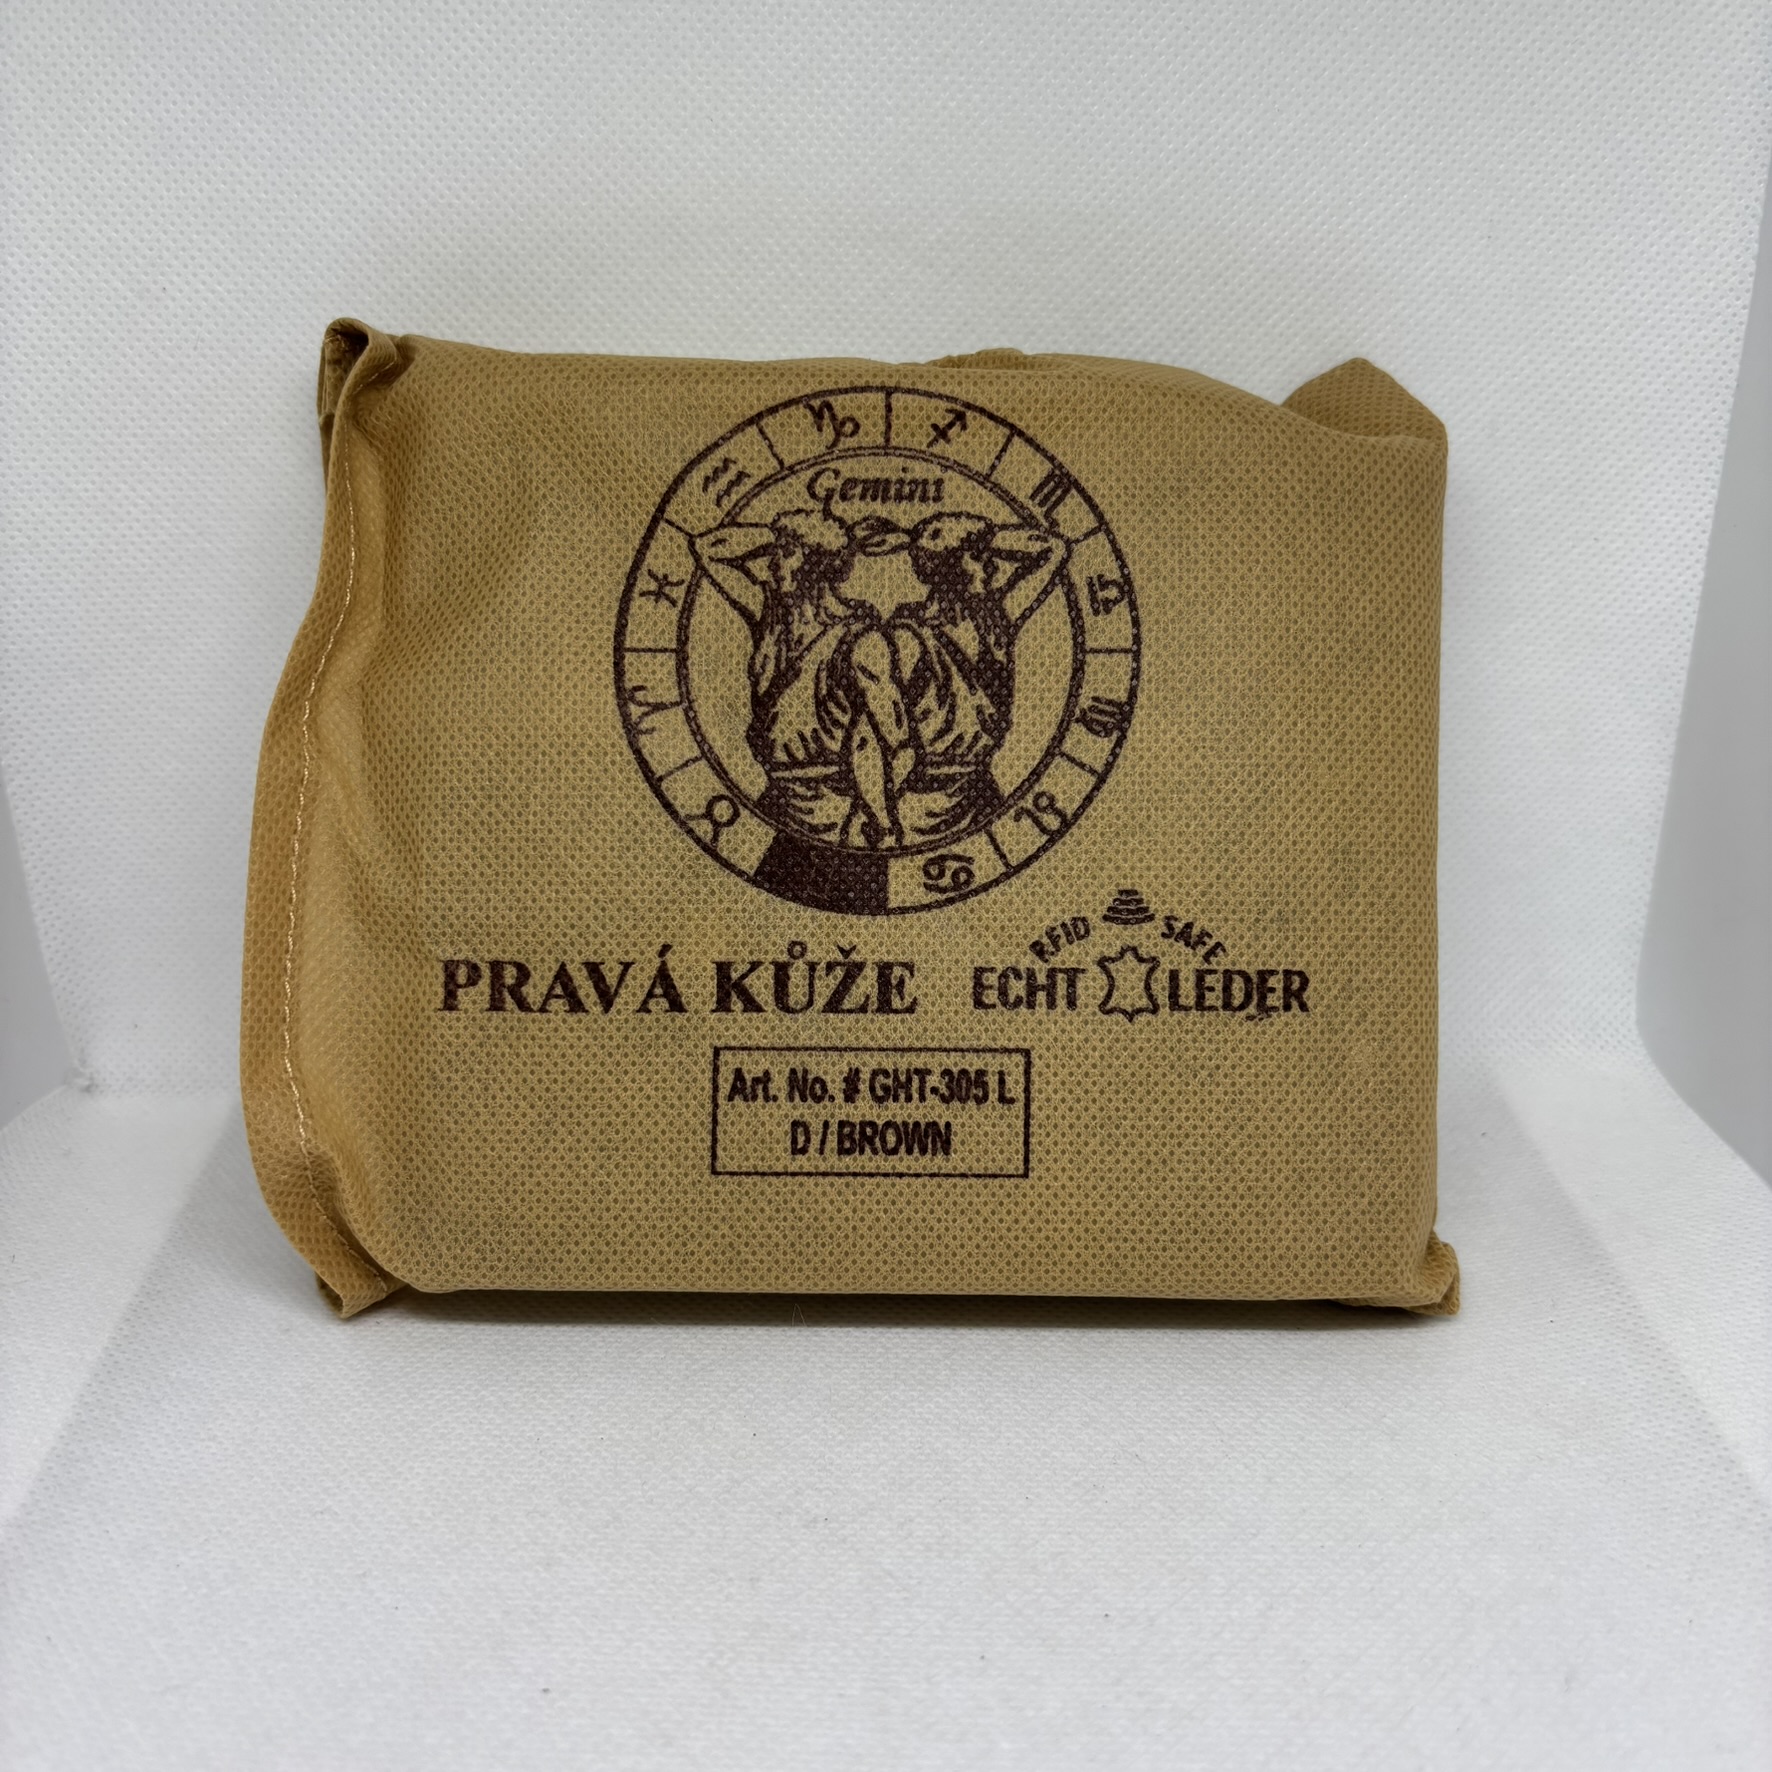 Gemini
RFID SAFE
PRAVÁ KŮŽE ECHT LEDER
Art. No. # GHT-305 L
D / BROWN